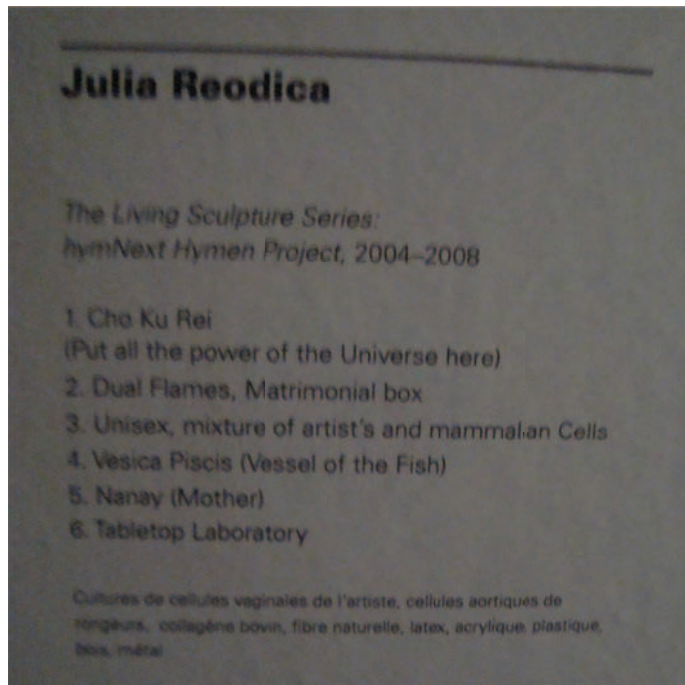 Julia Reodica
The Living Sculpture Series:
hymNext Hymen Project, 2004–2008
1. Cho Ku Rei
(Put all the power of the Universe here)
2. Dual Flames, Matrimonial box
3. Unisex, mixture of artist's and mammalian Cells
4. Vesica Piscis (Vessel of the Fish)
5. Nanay (Mother)
6. Tabletop Laboratory
Cultures de cellules vaginales de l'artiste, cellules aortiques de
rongeurs, collagène bovin, fibre naturelle, latex, acrylique, plastique,
bois, métal